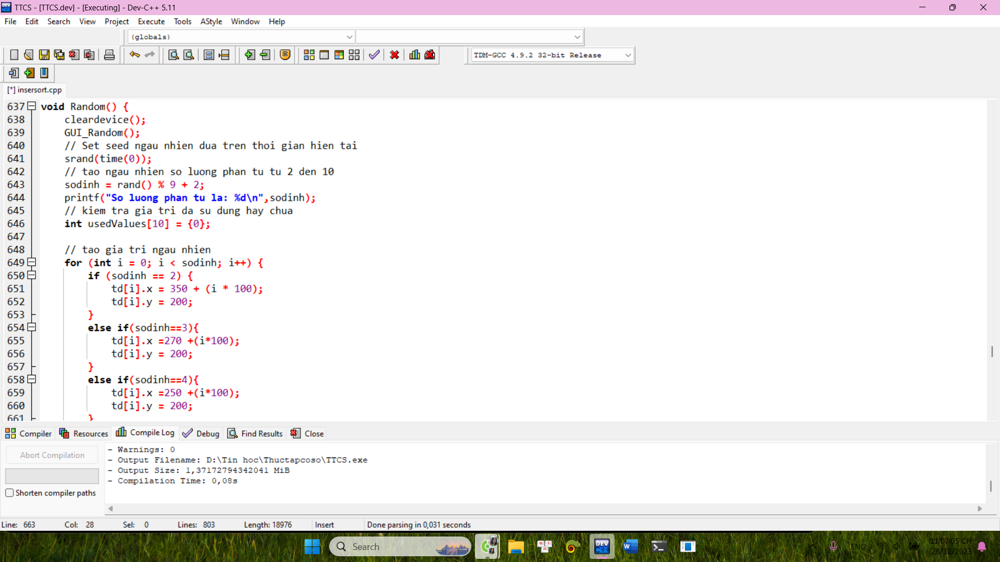 TTCS - [TTCS.dev] - [Executing] - Dev-C++ 5.11
File Edit Search View Project Execute Tools AStyle Window Help
(globals)
TDM-GCC 4.9.2 32-bit Release
[*] insersort.cpp
637 void Random() {
638 cleardevice();
639 GUI_Random();
640 // Set seed ngau nhien dua tren thoi gian hien tai
641 srand(time(0));
642 // tao ngau nhien so luong phan tu tu 2 den 10
643 sodinh = rand() % 9 + 2;
644 printf("So luong phan tu la: %d\n",sodinh);
645 // kiem tra gia tri da su dung hay chua
646 int usedValues[10] = {0};
647
648 // tao gia tri ngau nhien
649 for (int i = 0; i < sodinh; i++) {
650 if (sodinh == 2) {
651 td[i].x = 350 + (i * 100);
652 td[i].y = 200;
653 }
654 else if(sodinh==3){
655 td[i].x =270 +(i*100);
656 td[i].y = 200;
657 }
658 else if(sodinh==4){
659 td[i].x =250 +(i*100);
660 td[i].y = 200;
661 }
Compiler Resources Compile Log Debug Find Results Close
Abort Compilation
Shorten compiler paths
- Warnings: 0
- Output Filename: D:\Tin hoc\Thuctapcoso\TTCS.exe
- Output Size: 1,37172794342041 MiB
- Compilation Time: 0,08s
Line: 663 Col: 28 Sel: 0 Lines: 803 Length: 18976 Insert Done parsing in 0,031 seconds
Search
DEV
W
ENG
11:07:05 CH
26/12/2023